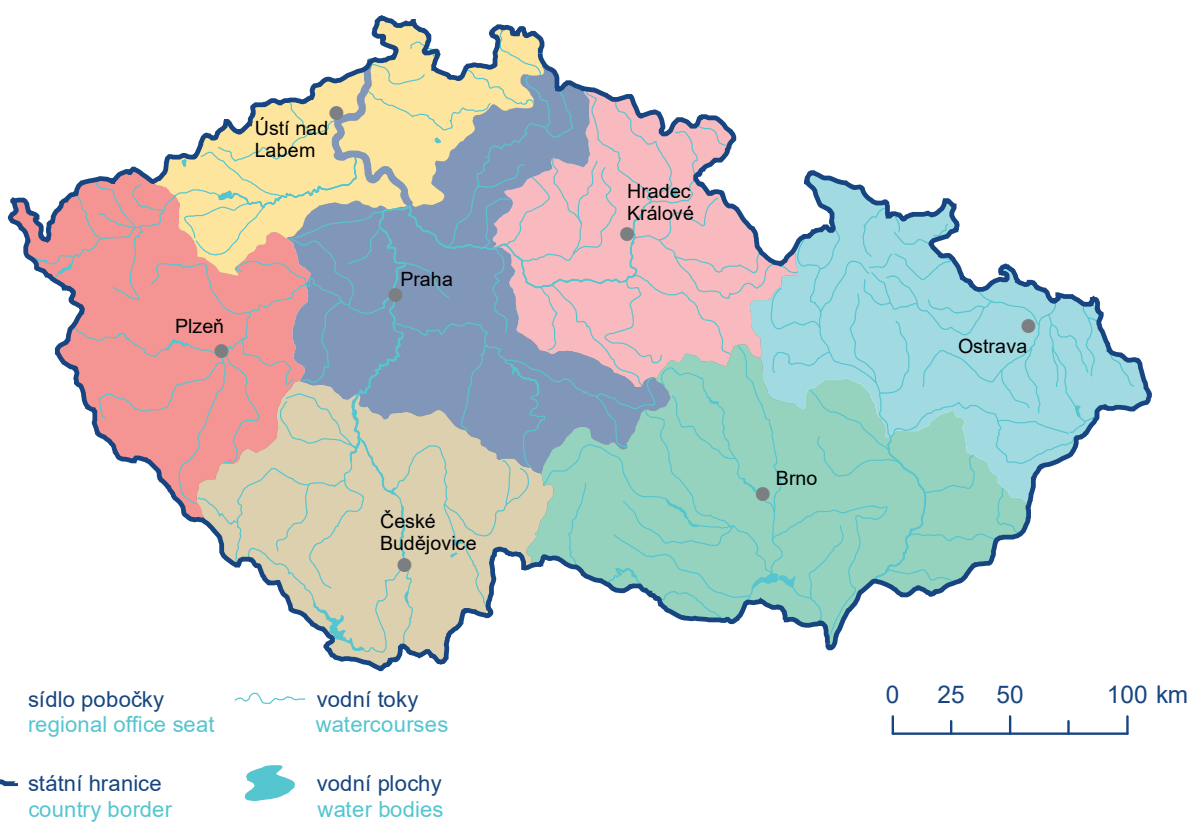 Ústí nad
Labem
Hradec
Králové
Praha
Plzeň
Ostrava
Brno
České
Budějovice
sídlo pobočky
regional office seat
vodní toky
watercourses
0 25 50 100 km
státní hranice
country border
vodní plochy
water bodies